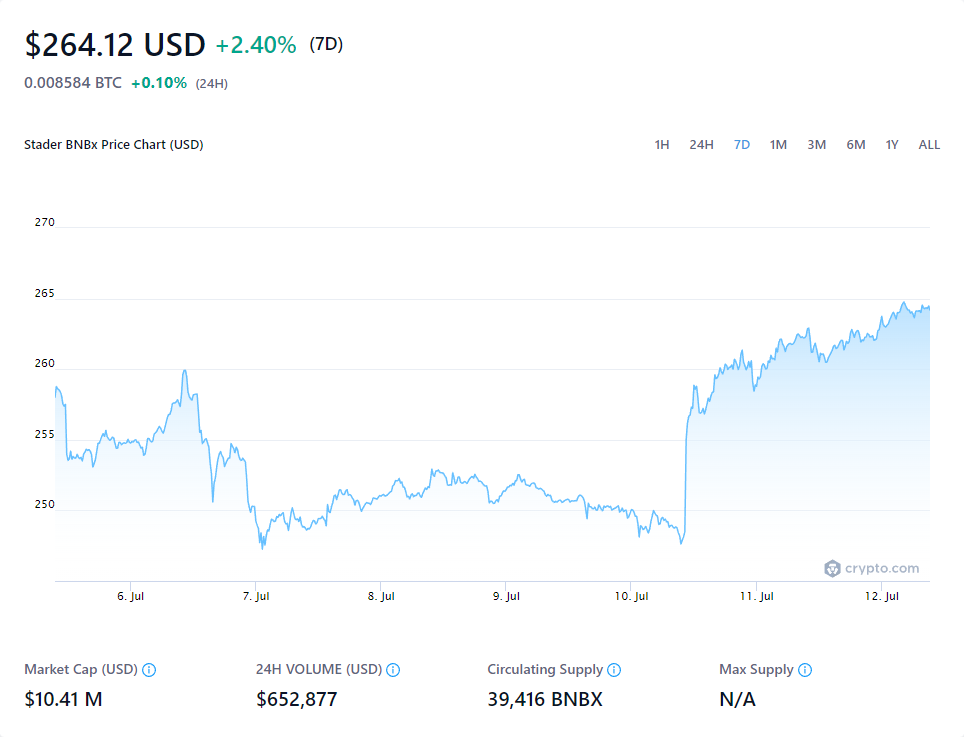 $264.12 USD +2.40% (7D)
0.008584 BTC +0.10% (24H)
Stader BNBx Price Chart (USD) 1H 24H 7D 1M 3M 6M 1Y ALL
270
265
260
255
250
crypto.com
6. Jul 7. Jul 8. Jul 9. Jul 10. Jul 11. Jul 12. Jul
Market Cap (USD) 24H VOLUME (USD) Circulating Supply Max Supply
$10.41 M $652,877 39,416 BNBX N/A